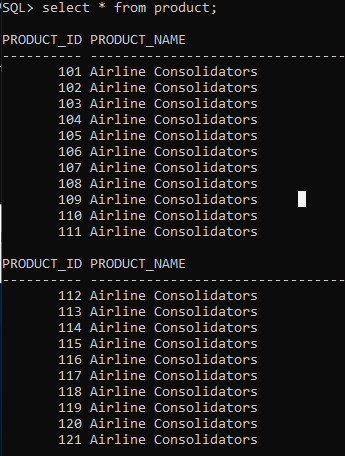 SQL> select * from product;
PRODUCT_ID PRODUCT_NAME
---------- ---------------------------------
101 Airline Consolidators
102 Airline Consolidators
103 Airline Consolidators
104 Airline Consolidators
105 Airline Consolidators
106 Airline Consolidators
107 Airline Consolidators
108 Airline Consolidators
109 Airline Consolidators
110 Airline Consolidators
111 Airline Consolidators
PRODUCT_ID PRODUCT_NAME
---------- ---------------------------------
112 Airline Consolidators
113 Airline Consolidators
114 Airline Consolidators
115 Airline Consolidators
116 Airline Consolidators
117 Airline Consolidators
118 Airline Consolidators
119 Airline Consolidators
120 Airline Consolidators
121 Airline Consolidators